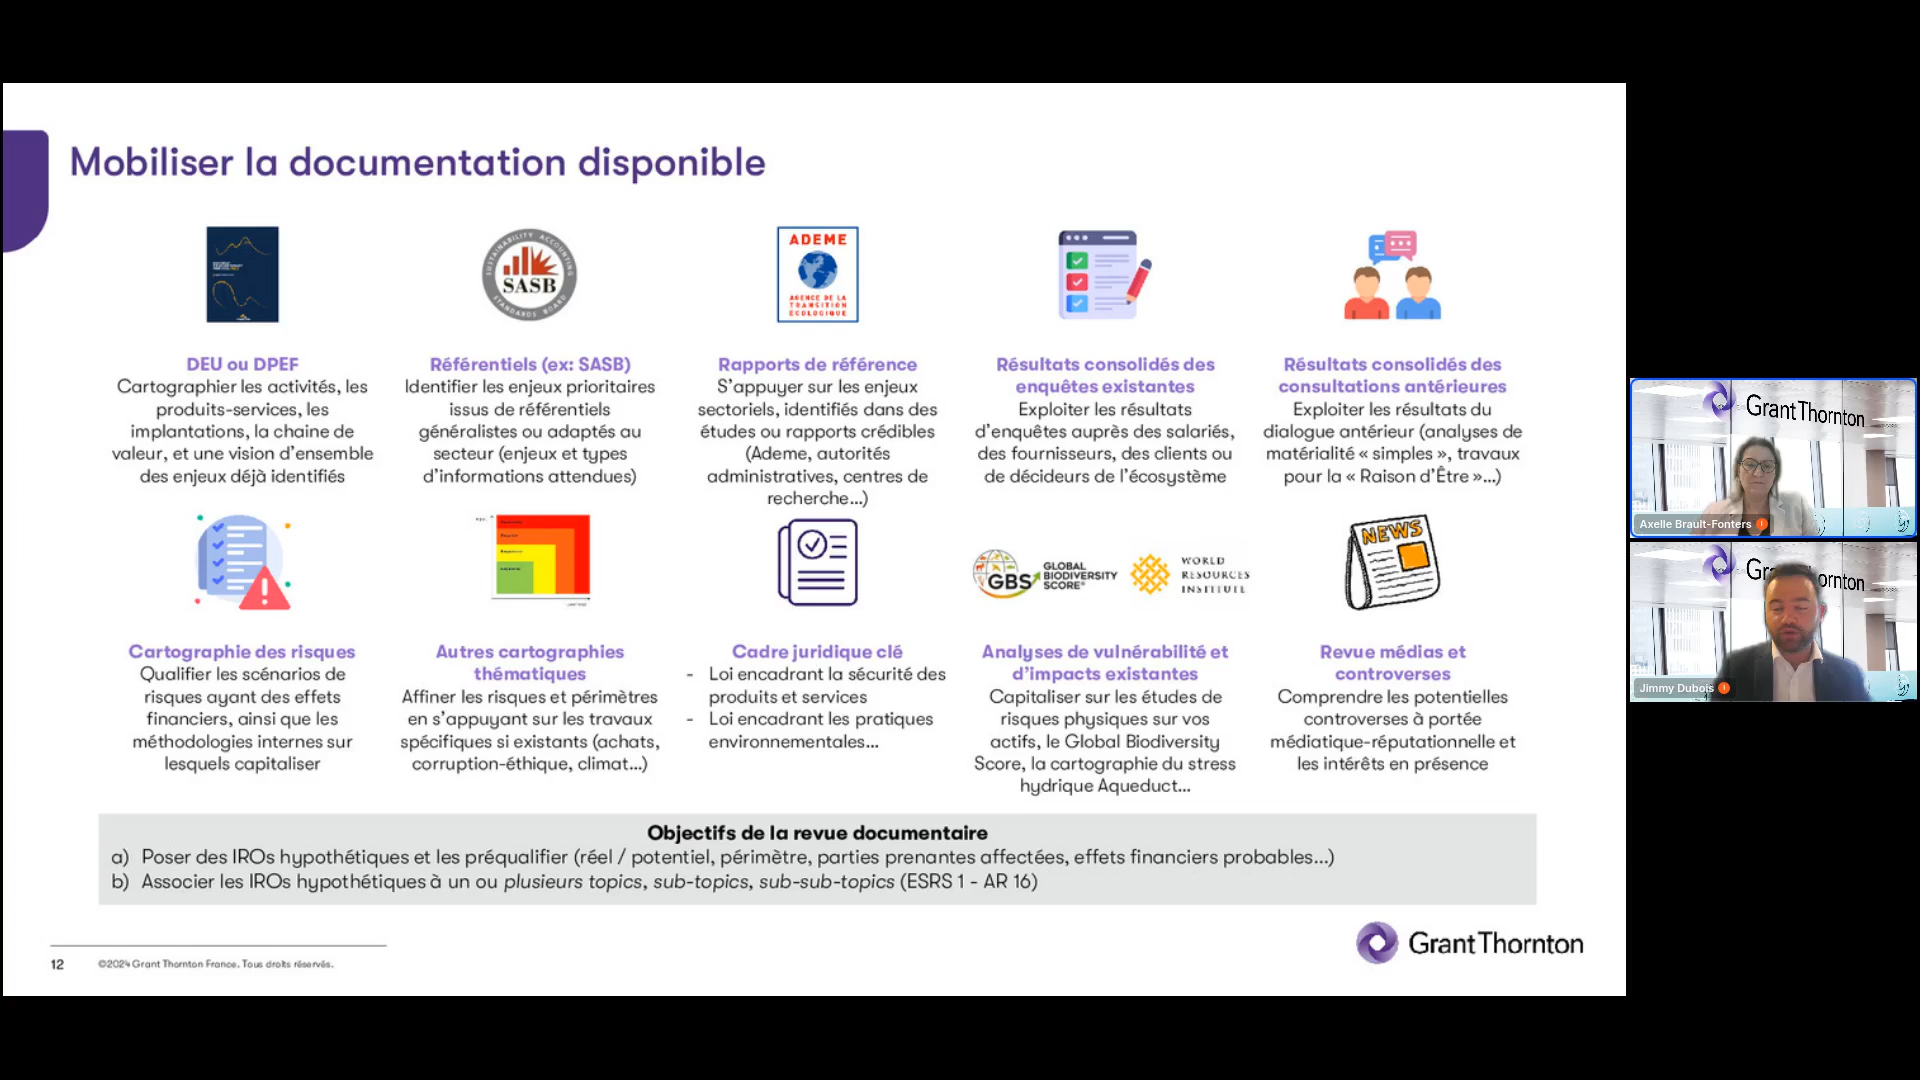 Mobiliser la documentation disponible
SUSTAINABILITY ACCOUNTING
SASB
STANDARDS BOARD
ADEME
AGENCE DE LA
TRANSITION
ÉCOLOGIQUE
DEU ou DPEF
Cartographier les activités, les
produits-services, les
implantations, la chaine de
valeur, et une vision d'ensemble
des enjeux déjà identifiés
Référentiels (ex: SASB)
Identifier les enjeux prioritaires
issus de référentiels
généralistes ou adaptés au
secteur (enjeux et types
d'informations attendues)
Rapports de référence
S'appuyer sur les enjeux
sectoriels, identifiés dans des
études ou rapports crédibles
(Ademe, autorités
administratives, centres de
recherche...)
Résultats consolidés des
enquêtes existantes
Exploiter les résultats
d'enquêtes auprès des salariés,
des fournisseurs, des clients ou
de décideurs de l'écosystème
Résultats consolidés des
consultations antérieures
Exploiter les résultats du
dialogue antérieur (analyses de
matérialité « simples », travaux
pour la « Raison d'Être »...)
GBS
GLOBAL
BIODIVERSITY
SCORE®
WORLD
RESOURCES
INSTITUTE
NEWS
Cartographie des risques
Qualifier les scénarios de
risques ayant des effets
financiers, ainsi que les
méthodologies internes sur
lesquels capitaliser
Autres cartographies
thématiques
Affiner les risques et périmètres
en s'appuyant sur les travaux
spécifiques si existants (achats,
corruption-éthique, climat...)
Cadre juridique clé
- Loi encadrant la sécurité des
produits et services
- Loi encadrant les pratiques
environnementales...
Analyses de vulnérabilité et
d'impacts existantes
Capitaliser sur les études de
risques physiques sur vos
actifs, le Global Biodiversity
Score, la cartographie du stress
hydrique Aqueduct...
Revue médias et
controverses
Comprendre les potentielles
controverses à portée
médiatique-réputationnelle et
les intérêts en présence
Objectifs de la revue documentaire
a) Poser des IROs hypothétiques et les préqualifier (réel / potentiel, périmètre, parties prenantes affectées, effets financiers probables...)
b) Associer les IROs hypothétiques à un ou plusieurs topics, sub-topics, sub-sub-topics (ESRS 1 - AR 16)
12
©2024 Grant Thornton France. Tous droits réservés.
Grant Thornton
Grant Thornton
Axelle Brault-Fonters
Gr ornton
Jimmy Dubois